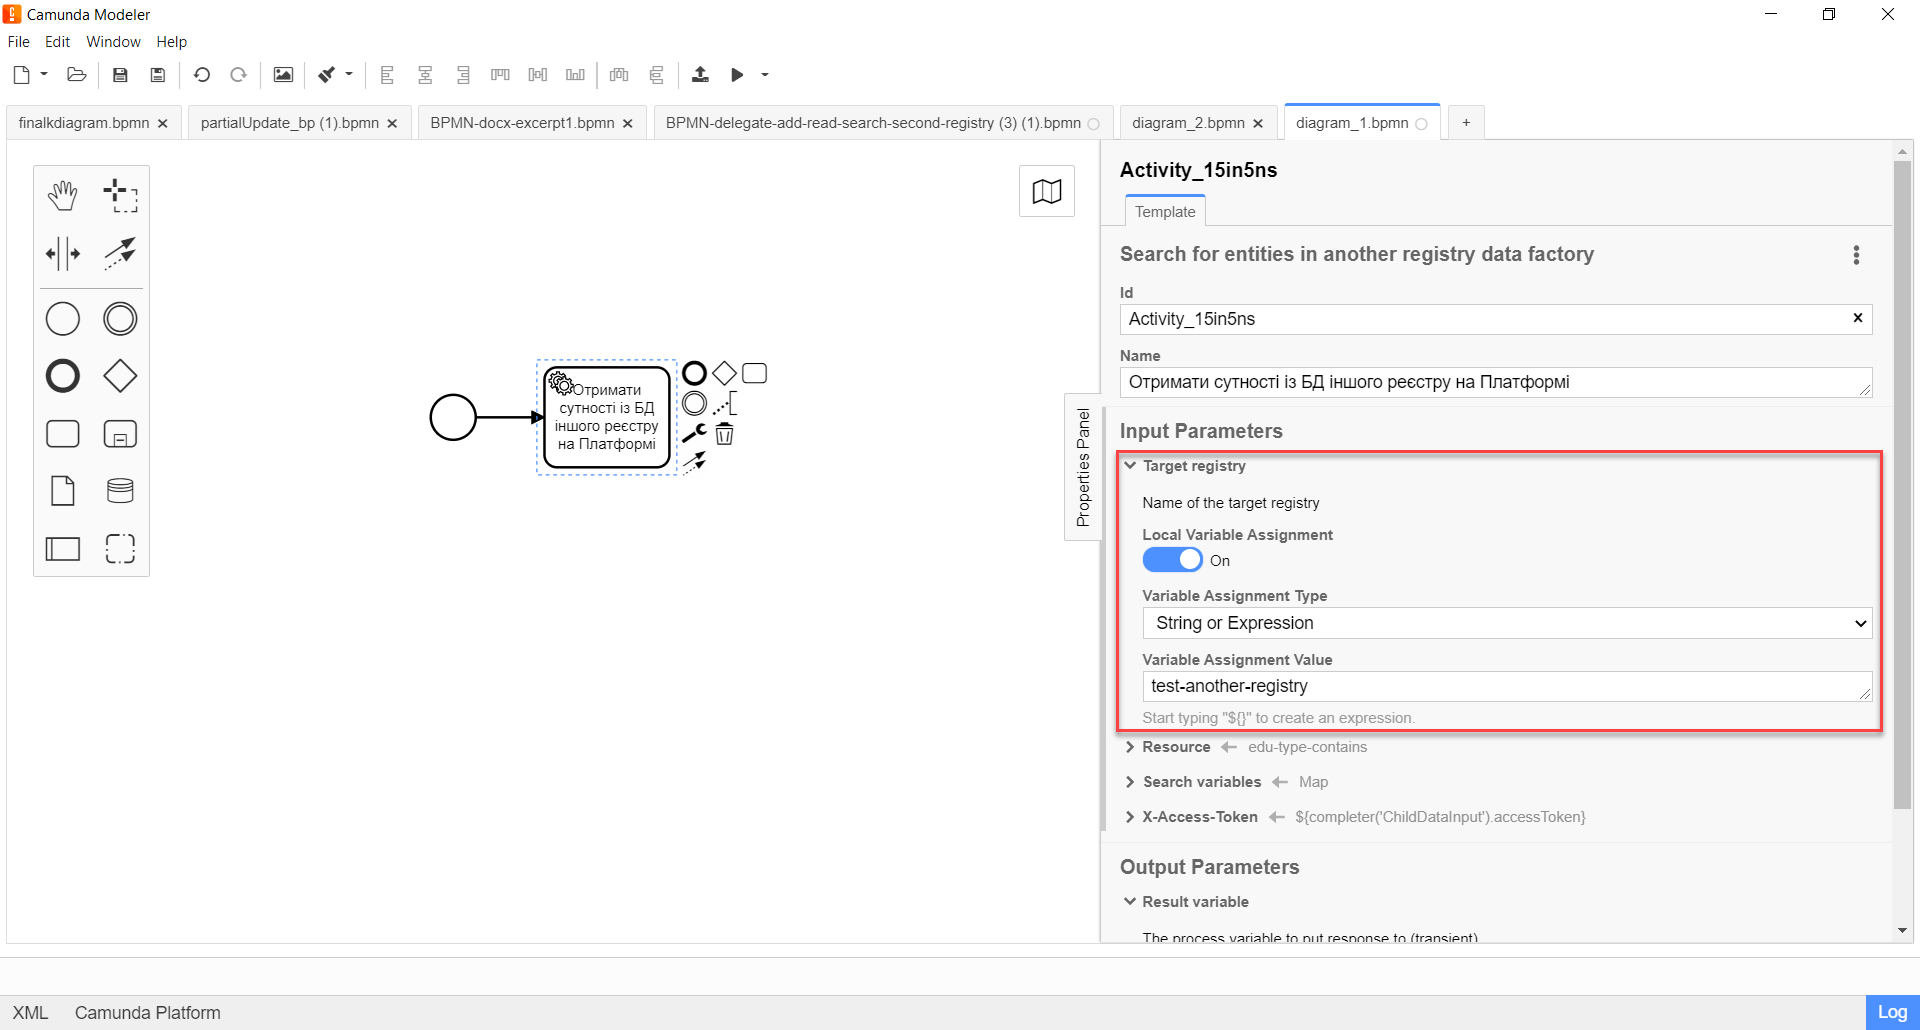 Camunda Modeler
File Edit Window Help
finalkdiagram.bpmn
partialUpdate_bp (1).bpmn
BPMN-docx-excerpt1.bpmn
BPMN-delegate-add-read-search-second-registry (3) (1).bpmn
diagram_2.bpmn
diagram_1.bpmn
+
Отримати
сутності із БД
іншого реєстру
на Платформі
Properties Panel
Activity_15in5ns
Template
Search for entities in another registry data factory
Id
Activity_15in5ns
Name
Отримати сутності із БД іншого реєстру на Платформі
Input Parameters
Target registry
Name of the target registry
Local Variable Assignment
On
Variable Assignment Type
String or Expression
Variable Assignment Value
test-another-registry
Start typing "${}" to create an expression.
Resource ← edu-type-contains
Search variables ← Map
X-Access-Token ← ${completer('ChildDataInput').accessToken}
Output Parameters
Result variable
The process variable to put response to (transient)
XML Camunda Platform
Log